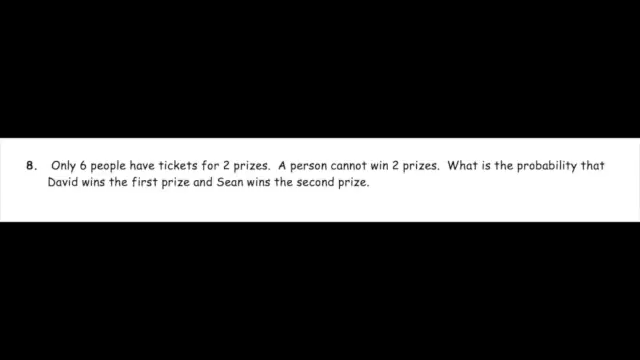 8. Only 6 people have tickets for 2 prizes. A person cannot win 2 prizes. What is the probability that
David wins the first prize and Sean wins the second prize.